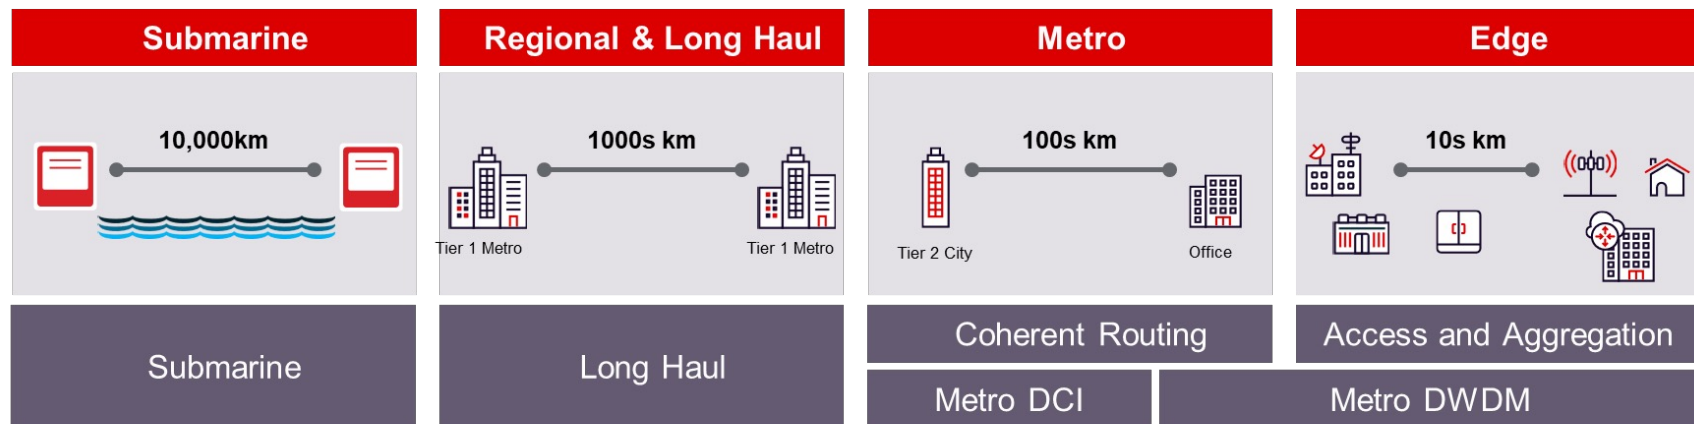 Submarine
Regional & Long Haul
Metro
Edge
10,000km
1000s km
100s km
10s km
Tier 1 Metro
Tier 1 Metro
Tier 2 City
Office
Submarine
Long Haul
Coherent Routing
Access and Aggregation
Metro DCI
Metro DWDM